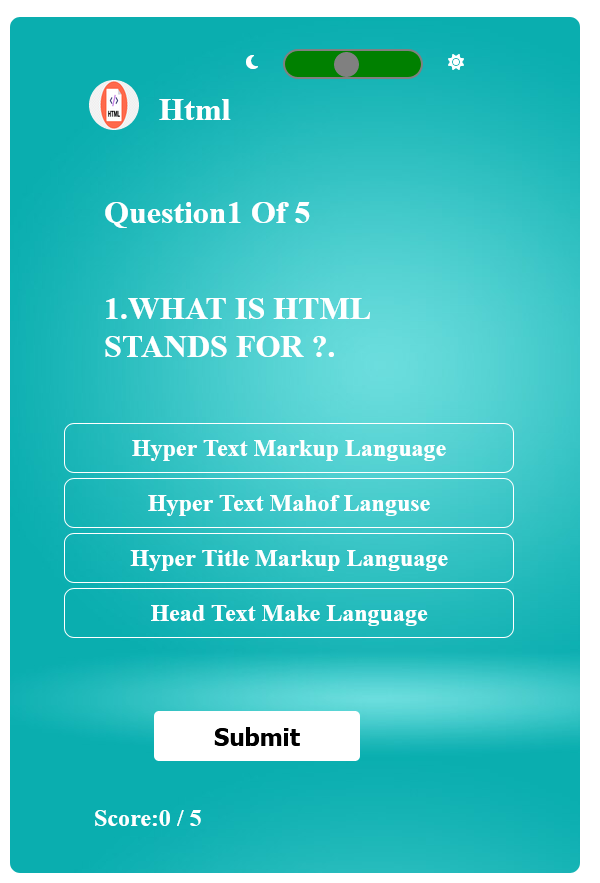 </>
HTML
Html
Question1 Of 5
1.WHAT IS HTML
STANDS FOR ?.
Hyper Text Markup Language
Hyper Text Mahof Languse
Hyper Title Markup Language
Head Text Make Language
Submit
Score:0 / 5